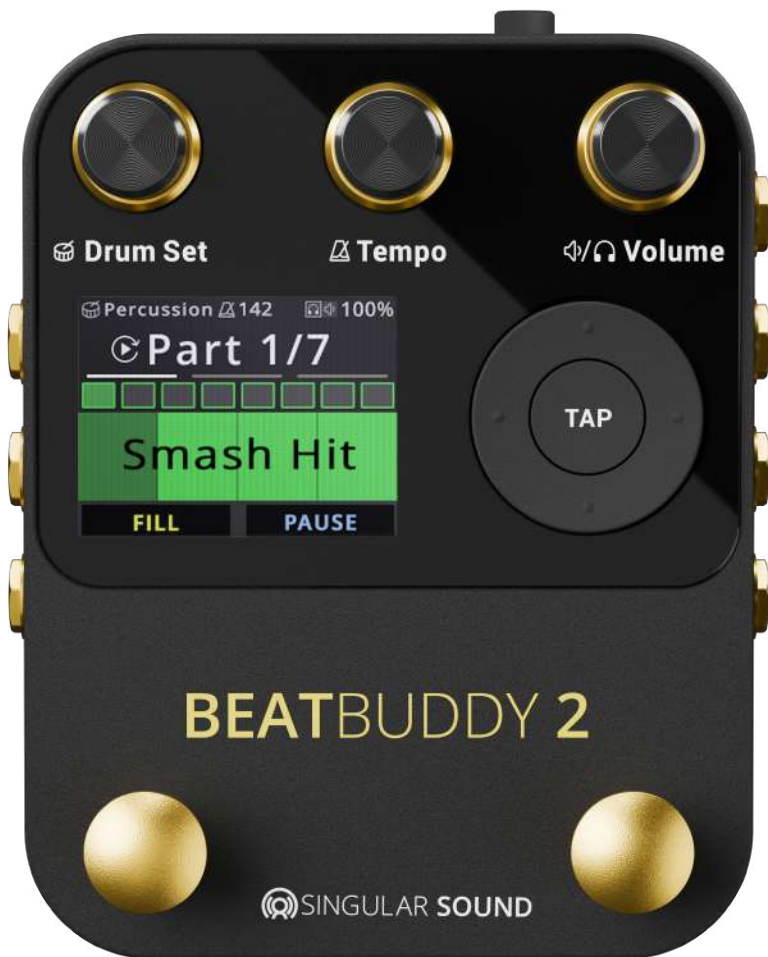 Drum Set
Tempo
Volume
Percussion 142 100%
Part 1/7
Smash Hit
FILL PAUSE
TAP
BEATBUDDY 2
SINGULAR SOUND